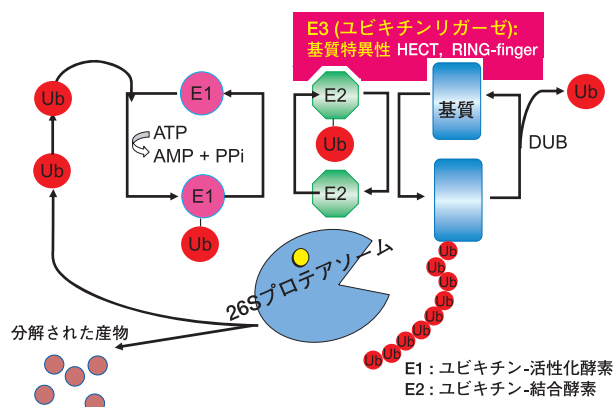 E3 (ユビキチンリガーゼ):
基質特異性 HECT, RING-finger
Ub
E1
E2
基質
Ub
ATP
AMP + PPi
Ub
DUB
Ub
E1
E2
Ub
Ub
26Sプロテアソーム
Ub
Ub
Ub
Ub
Ub
Ub
Ub
Ub
Ub
分解された産物
E1 : ユビキチン-活性化酵素
E2 : ユビキチン-結合酵素